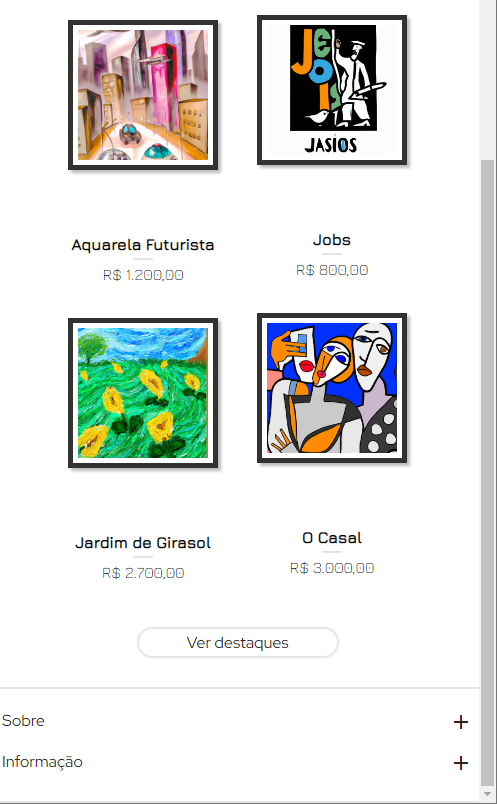 JEOIS
JASIOS
Aquarela Futurista
R$ 1.200,00
Jobs
R$ 800,00
Jardim de Girasol
R$ 2.700,00
O Casal
R$ 3.000,00
Ver destaques
Sobre
Informação